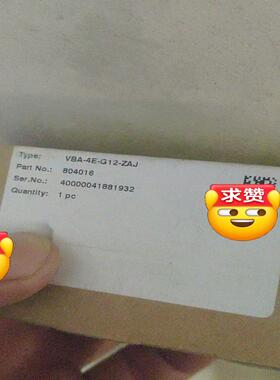 Type: VBA-4E-G12-ZAJ
Part No.: 804016
Ser.No.: 40000041881932
Quantity: 1 pc
求赞